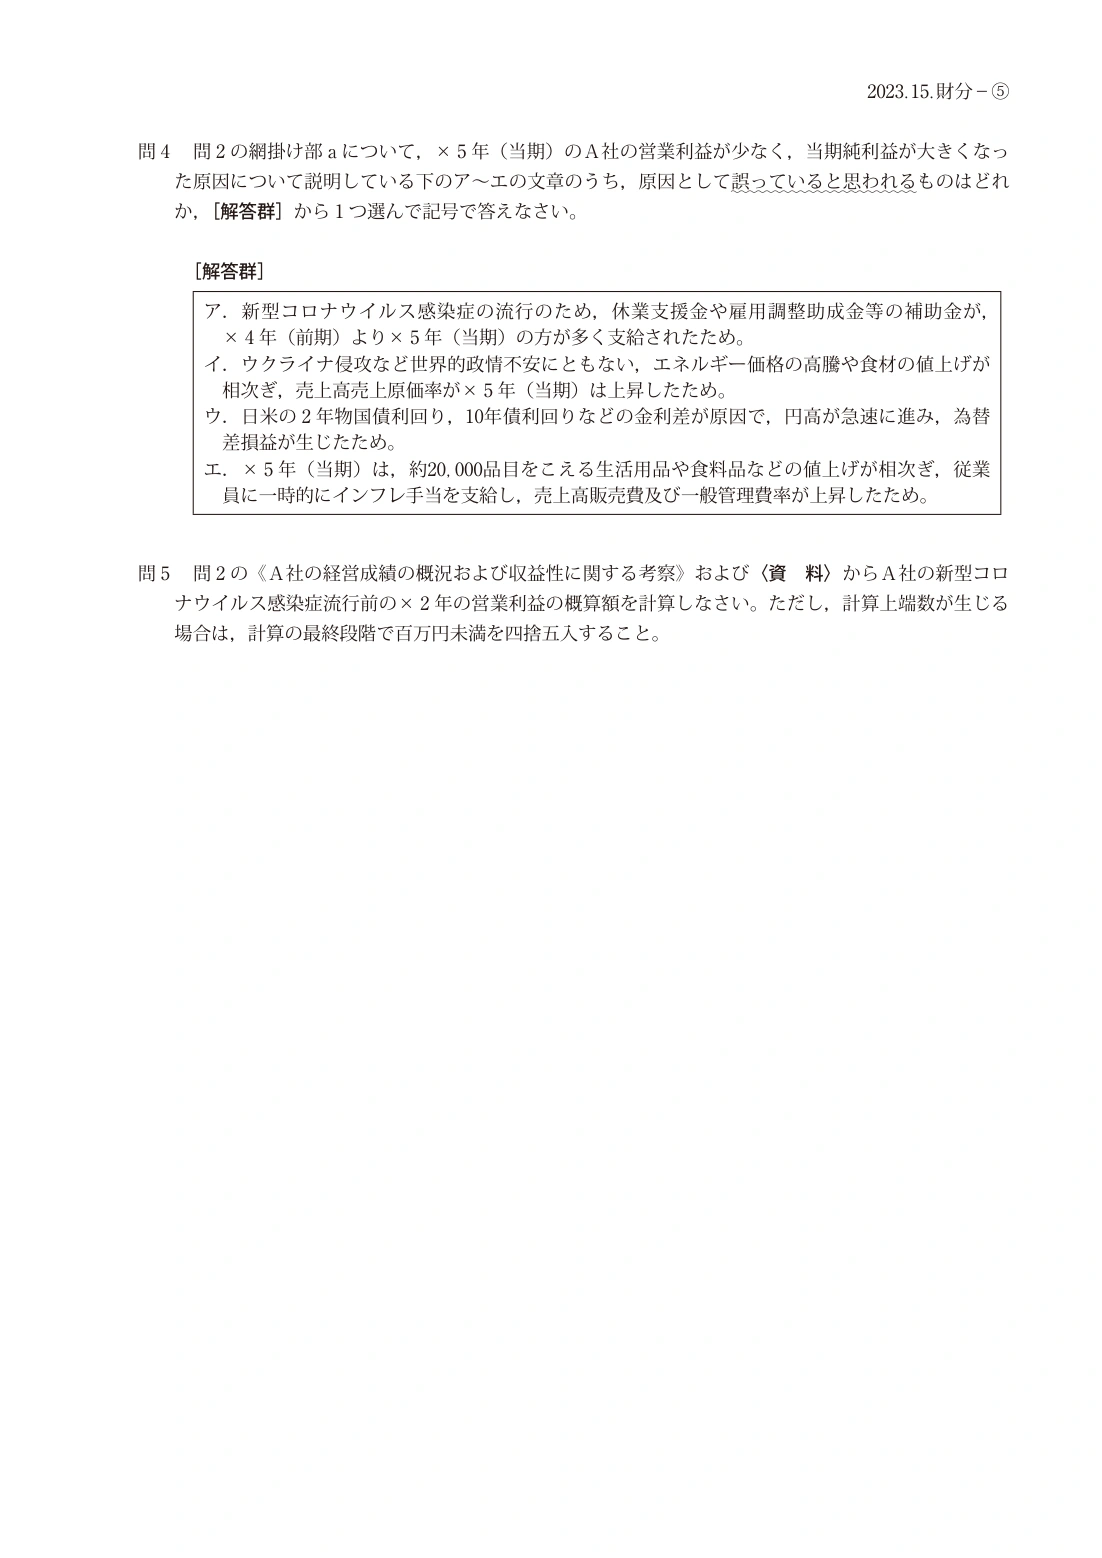 2023.15.財分－⑤
問４　問２の網掛け部ａについて，×５年（当期）のＡ社の営業利益が少なく，当期純利益が大きくなっ
た原因について説明している下のア～エの文章のうち，原因として誤っていると思われるものはどれ
か，［解答群］から１つ選んで記号で答えなさい。
［解答群］
ア．新型コロナウイルス感染症の流行のため，休業支援金や雇用調整助成金等の補助金が，
×４年（前期）より×５年（当期）の方が多く支給されたため。
イ．ウクライナ侵攻など世界的政情不安にともない，エネルギー価格の高騰や食材の値上げが
相次ぎ，売上高売上原価率が×５年（当期）は上昇したため。
ウ．日米の２年物国債利回り，10年債利回りなどの金利差が原因で，円高が急速に進み，為替
差損益が生じたため。
エ．×５年（当期）は，約20,000品目をこえる生活用品や食料品などの値上げが相次ぎ，従業
員に一時的にインフレ手当を支給し，売上高販売費及び一般管理費率が上昇したため。
問５　問２の《Ａ社の経営成績の概況および収益性に関する考察》および〈資　料〉からＡ社の新型コロ
ナウイルス感染症流行前の×２年の営業利益の概算額を計算しなさい。ただし，計算上端数が生じる
場合は，計算の最終段階で百万円未満を四捨五入すること。